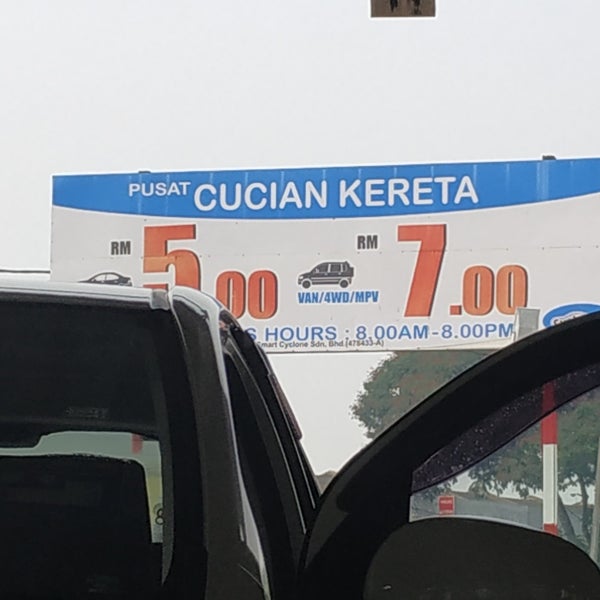 PUSAT CUCIAN KERETA
RM 5.00
RM 7.00
VAN/4WD/MPV
S HOURS : 8.00AM-8.00PM
Smart Cyclone Sdn. Bhd.(478433-A)